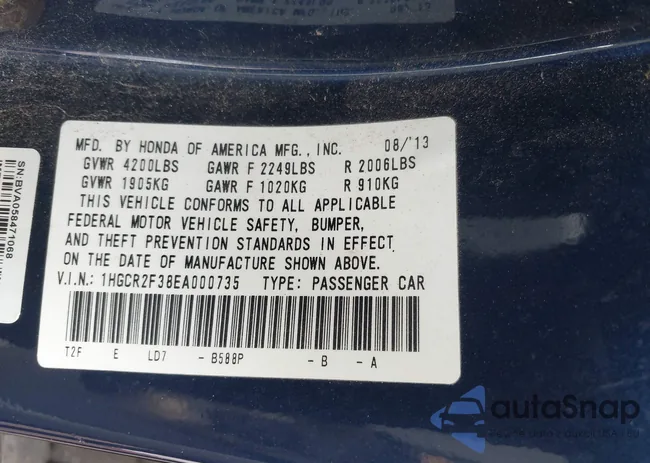 MFD. BY HONDA OF AMERICA MFG., INC. 08/'13
GVWR 4200LBS GAWR F 2249LBS R 2006LBS
GVWR 1905KG GAWR F 1020KG R 910KG
THIS VEHICLE CONFORMS TO ALL APPLICABLE
FEDERAL MOTOR VEHICLE SAFETY, BUMPER,
AND THEFT PREVENTION STANDARDS IN EFFECT
ON THE DATE OF MANUFACTURE SHOWN ABOVE.
V.I.N.: 1HGCR2F38EA000735 TYPE: PASSENGER CAR
T2F E LD7 - B588P - B - A
SN:BVA058471068
autoSnap